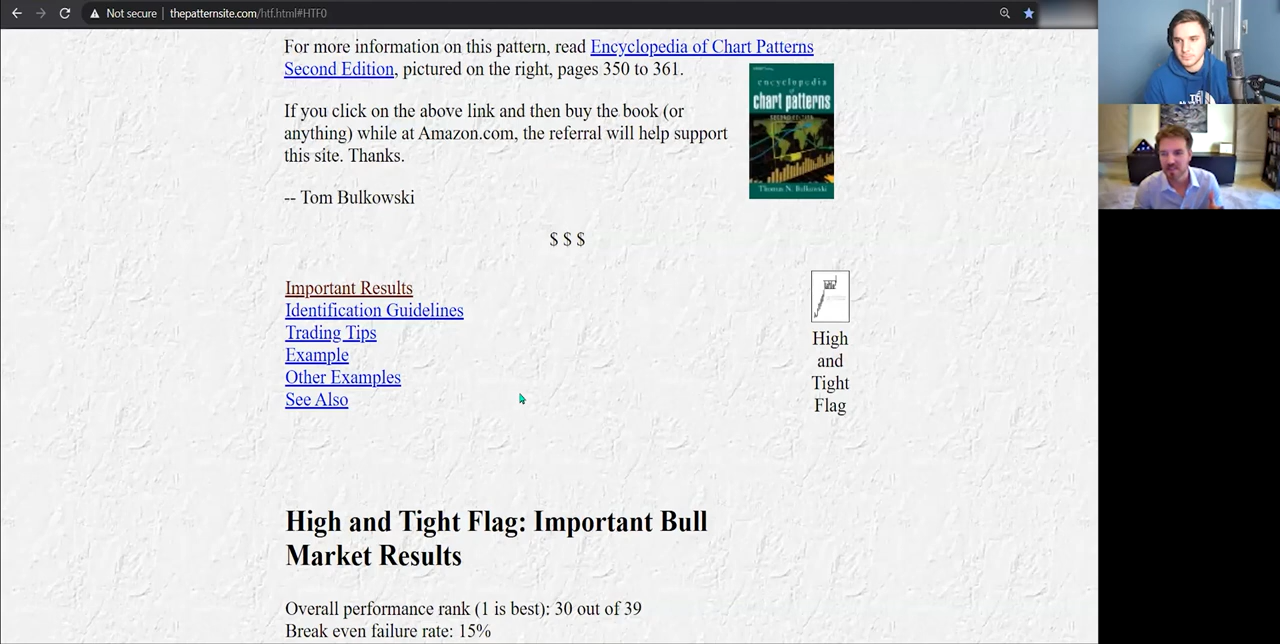 Not secure | thepatternsite.com/htf.html#HTF0
For more information on this pattern, read Encyclopedia of Chart Patterns
Second Edition, pictured on the right, pages 350 to 361.
encyclopedia
of
chart patterns
SECOND EDITION
Thomas N. Bulkowski
If you click on the above link and then buy the book (or
anything) while at Amazon.com, the referral will help support
this site. Thanks.
-- Tom Bulkowski
$ $ $
Important Results
Identification Guidelines
Trading Tips
Example
Other Examples
See Also
High
and
Tight
Flag
High and Tight Flag: Important Bull
Market Results
Overall performance rank (1 is best): 30 out of 39
Break even failure rate: 15%